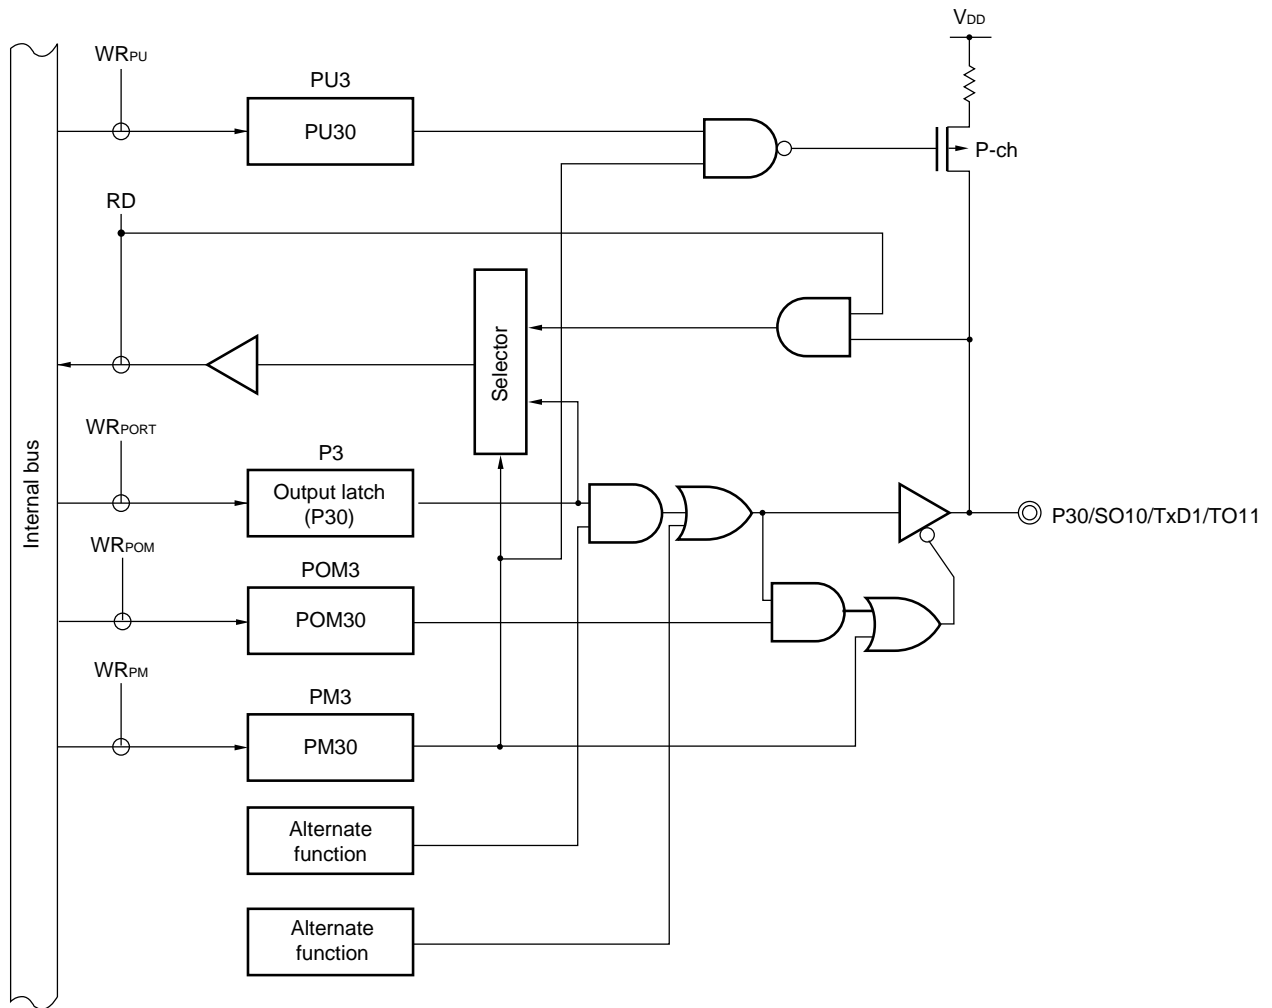 VDD
WRPU
PU3
PU30
P-ch
RD
Selector
WRPORT
P3
Output latch
(P30)
Internal bus
P30/SO10/TxD1/TO11
WRPOM
POM3
POM30
WRPM
PM3
PM30
Alternate
function
Alternate
function